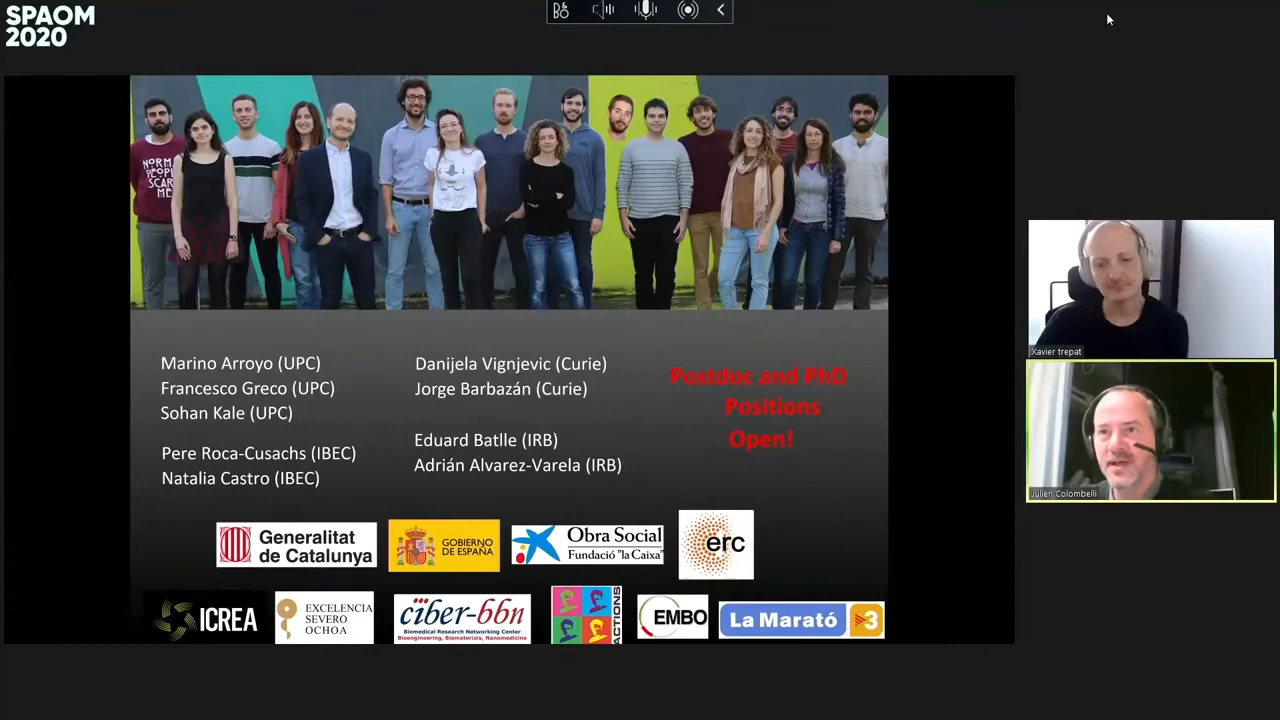 SPAOM
2020
NORMAL
PEOPLE
SCARE
ME
Marino Arroyo (UPC)
Francesco Greco (UPC)
Sohan Kale (UPC)
Pere Roca-Cusachs (IBEC)
Natalia Castro (IBEC)
Danijela Vignjevic (Curie)
Jorge Barbazán (Curie)
Eduard Batlle (IRB)
Adrián Alvarez-Varela (IRB)
Postdoc and PhD
Positions
Open!
Xavier trepat
Julien Colombelli
Generalitat
de Catalunya
GOBIERNO
DE ESPAÑA
Obra Social
Fundació "la Caixa"
erc
ICREA
EXCELENCIA
SEVERO
OCHOA
ciber-bbn
Biomedical Research Networking Center
Bioengineering, Biomaterials, Nanomedicine
ACTIONS
EMBO
La Marató
3